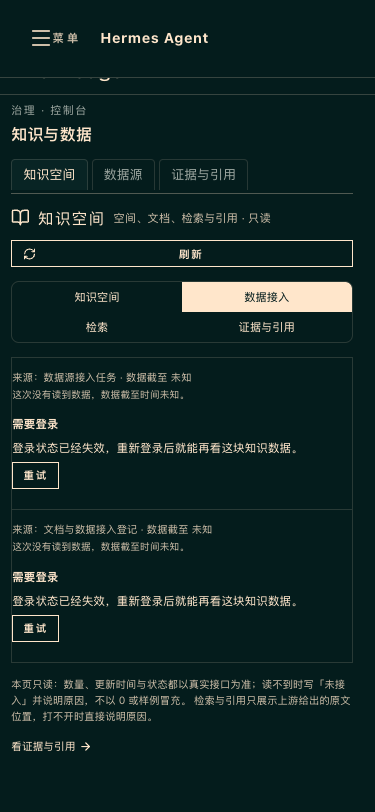 菜单
Hermes Agent
治理 · 控制台
知识与数据
知识空间
数据源
证据与引用
知识空间 空间、文档、检索与引用 · 只读
刷新
知识空间
数据接入
检索
证据与引用
来源：数据源接入任务 · 数据截至 未知
这次没有读到数据，数据截至时间未知。
需要登录
登录状态已经失效，重新登录后就能再看这块知识数据。
重试
来源：文档与数据接入登记 · 数据截至 未知
这次没有读到数据，数据截至时间未知。
需要登录
登录状态已经失效，重新登录后就能再看这块知识数据。
重试
本页只读：数量、更新时间与状态都以真实接口为准；读不到时写「未接
入」并说明原因，不以 0 或样例冒充。 检索与引用只展示上游给出的原文
位置，打不开时直接说明原因。
看证据与引用 →